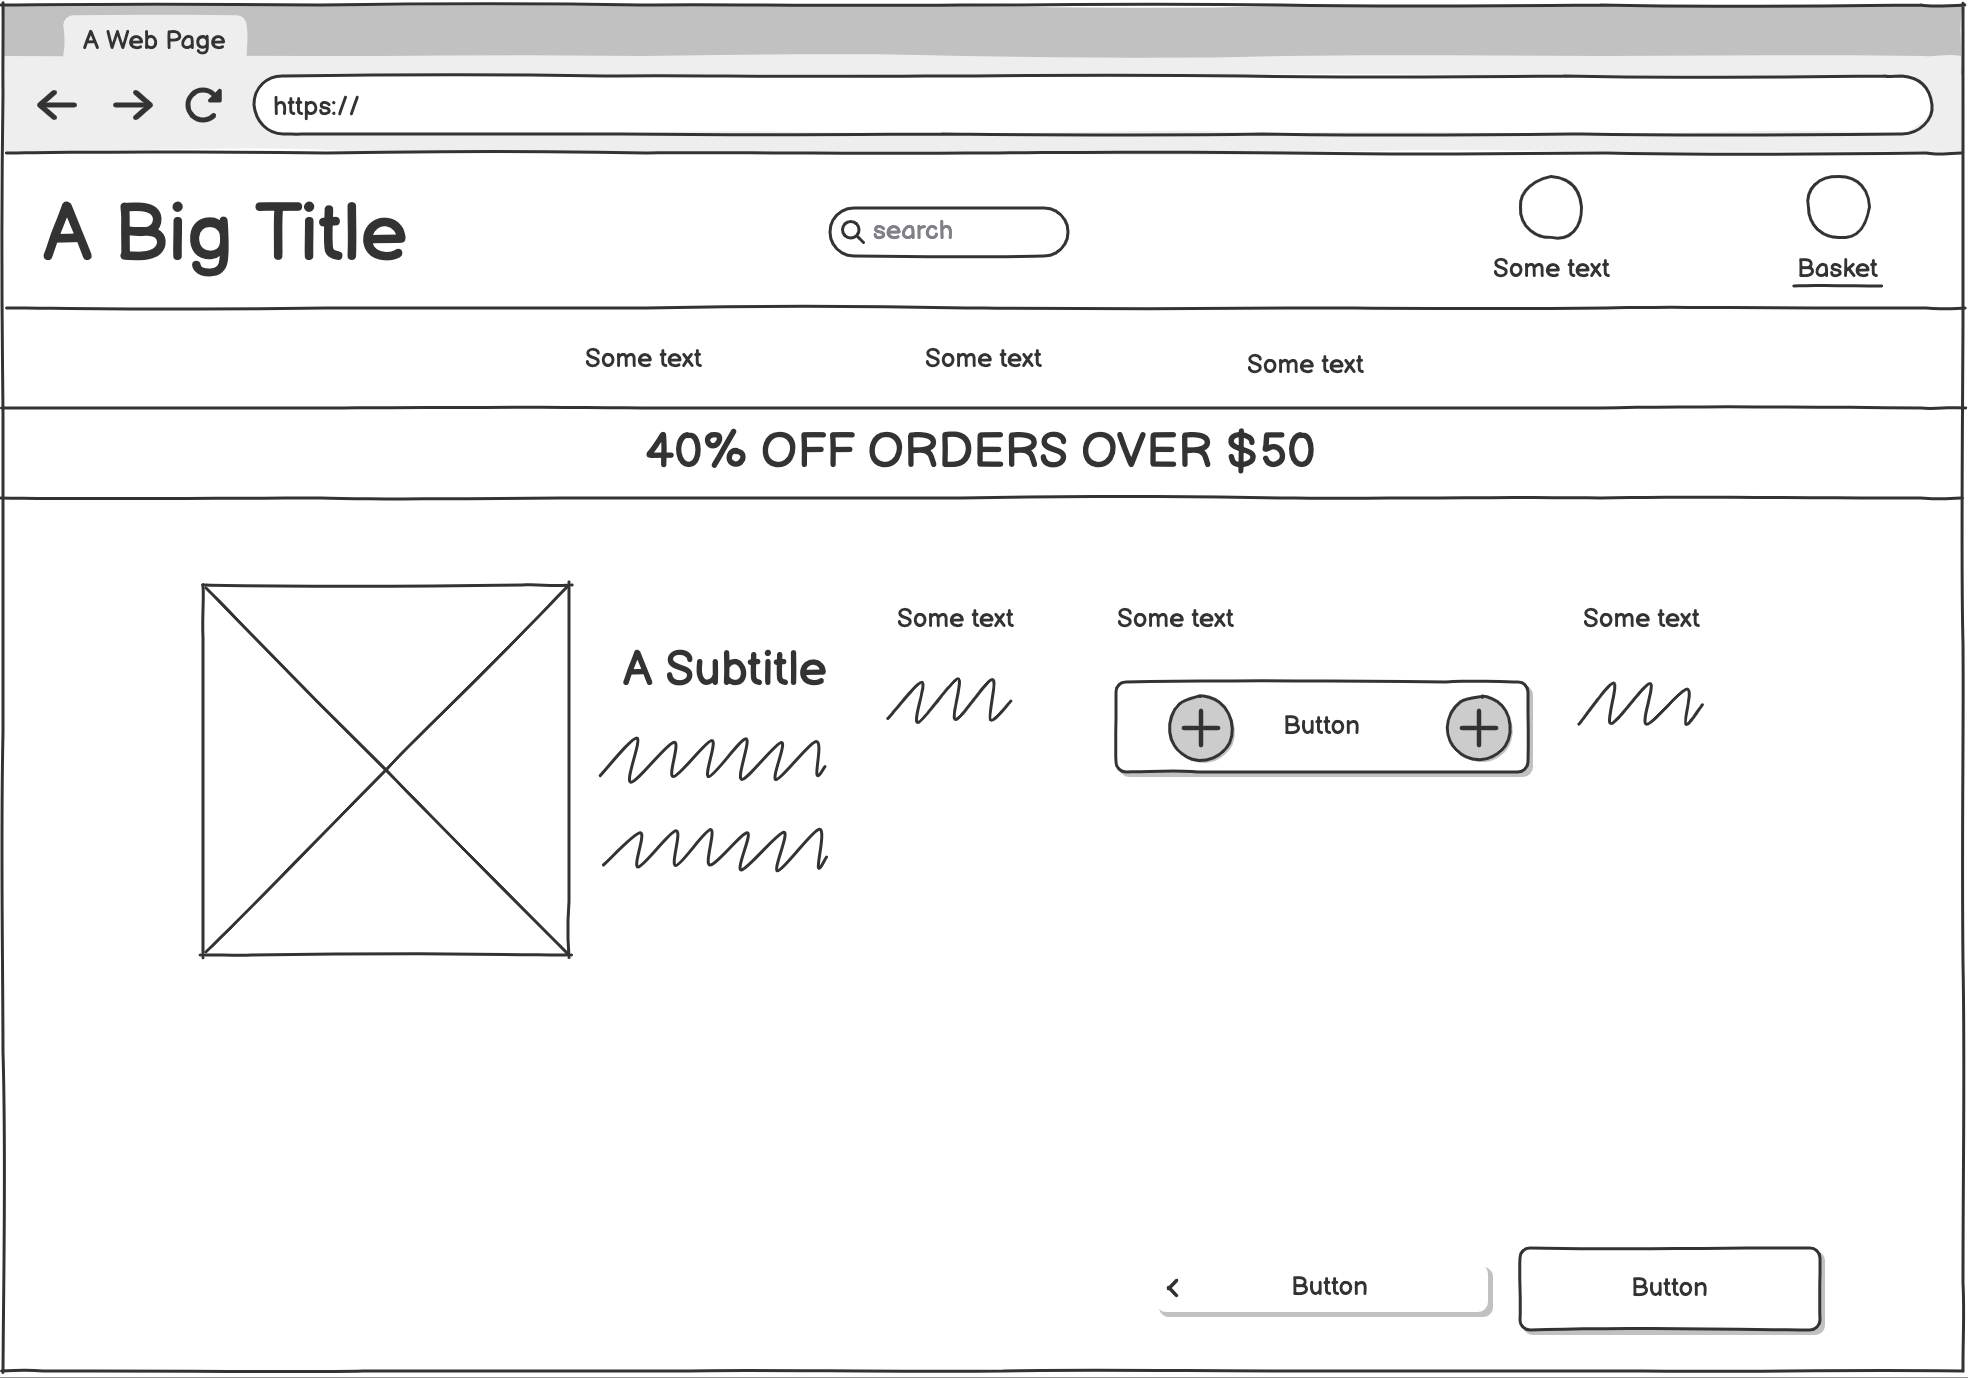 A Web Page
https://
A Big Title
search
Some text
Basket
Some text
Some text
Some text
40% OFF ORDERS OVER $50
Some text
Some text
Some text
A Subtitle
Button
Button
Button